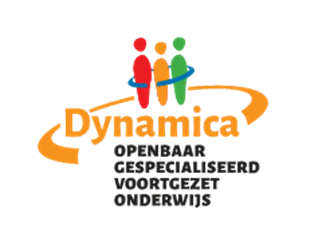 Dynamica
OPENBAAR
GESPECIALISEERD
VOORTGEZET
ONDERWIJS